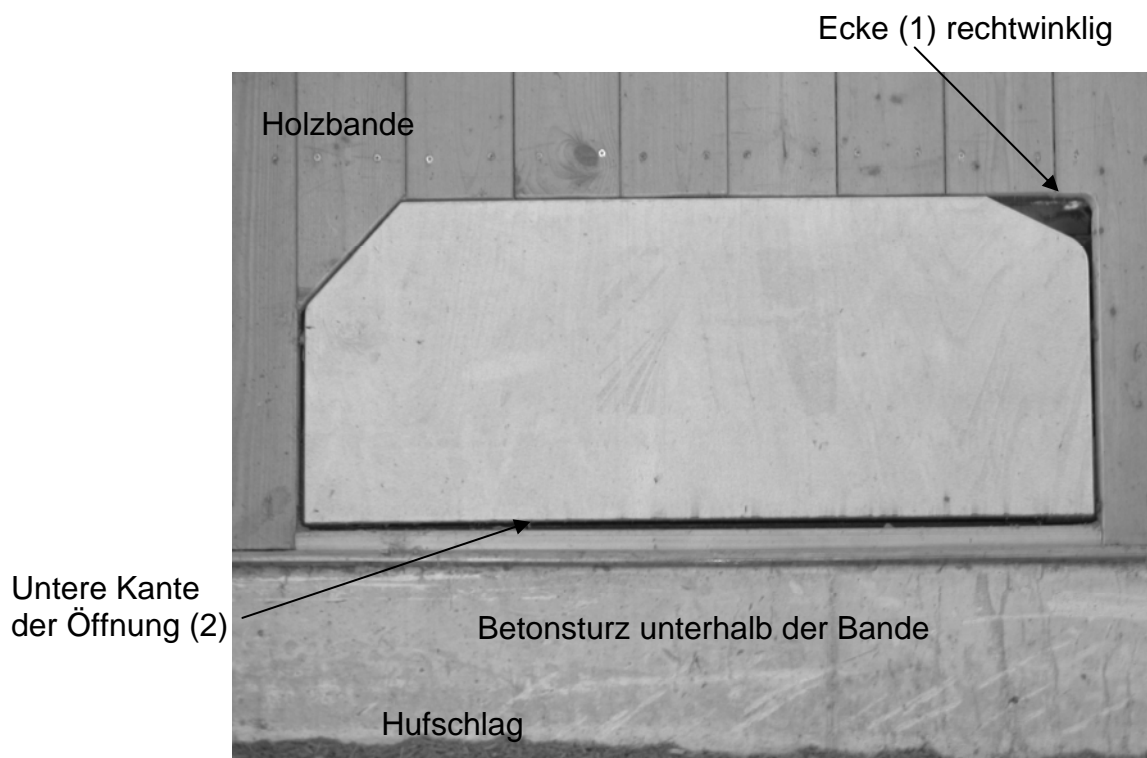 Ecke (1) rechtwinklig
Holzbande
Untere Kante
der Öffnung (2)
Betonsturz unterhalb der Bande
Hufschlag